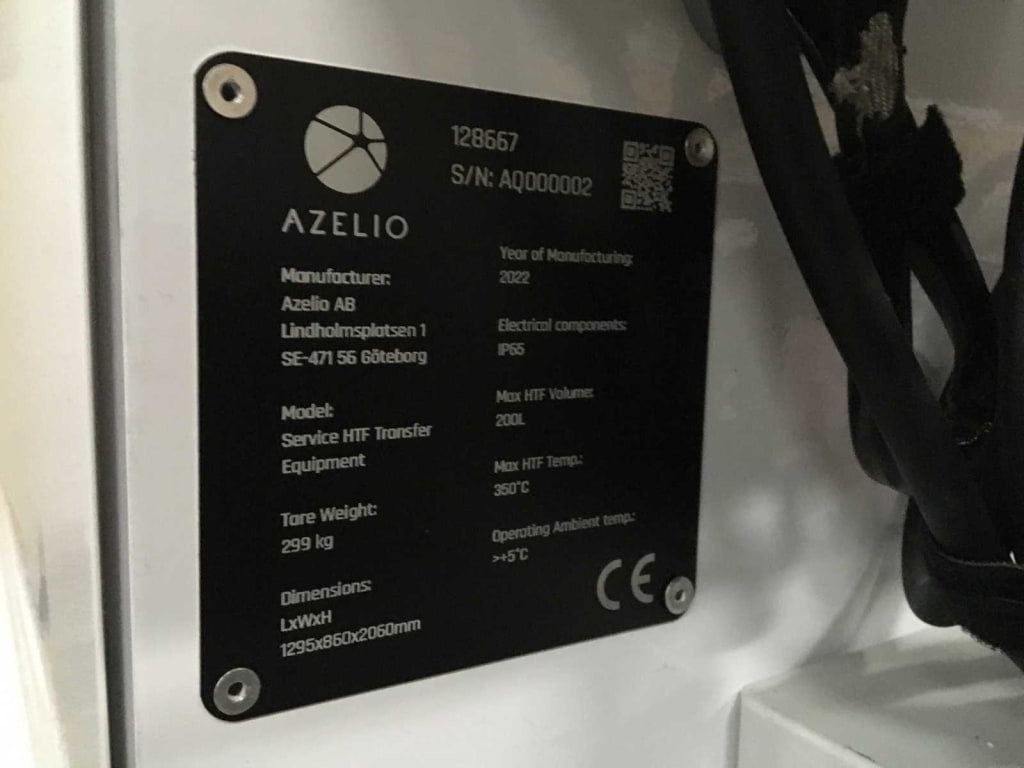 AZELIO
128667
S/N: AQ000002
Manufacturer:
Azelio AB
Lindholmsplatsen 1
SE-471 56 Göteborg
Model:
Service HTF Transfer
Equipment
Tare Weight:
299 kg
Dimensions:
LxWxH
1295x860x2060mm
Year of Manufacturing:
2022
Electrical components:
IP65
Max HTF Volume:
200L
Max HTF Temp.:
350°C
Operating Ambient temp.:
>+5°C
CE